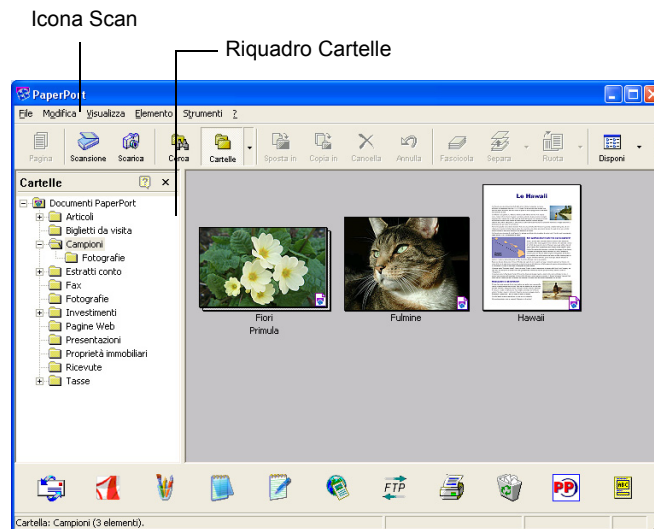 Icona Scan
Riquadro Cartelle
PaperPort
File Modifica Visualizza Elemento Strumenti ?
Pagina Scansione Scarica Cerca Cartelle Sposta in Copia in Cancella Annulla Fascicola Separa Ruota Disponi
Cartelle ? ×
Documenti PaperPort
Articoli
Biglietti da visita
Campioni
Fotografie
Estratti conto
Fax
Fotografie
Investimenti
Pagine Web
Presentazioni
Proprietà immobiliari
Ricevute
Tasse
Le Hawaii
Fiori
Primula
Fulmine
Hawaii
FTP
PP
ABC
Cartella: Campioni (3 elementi).